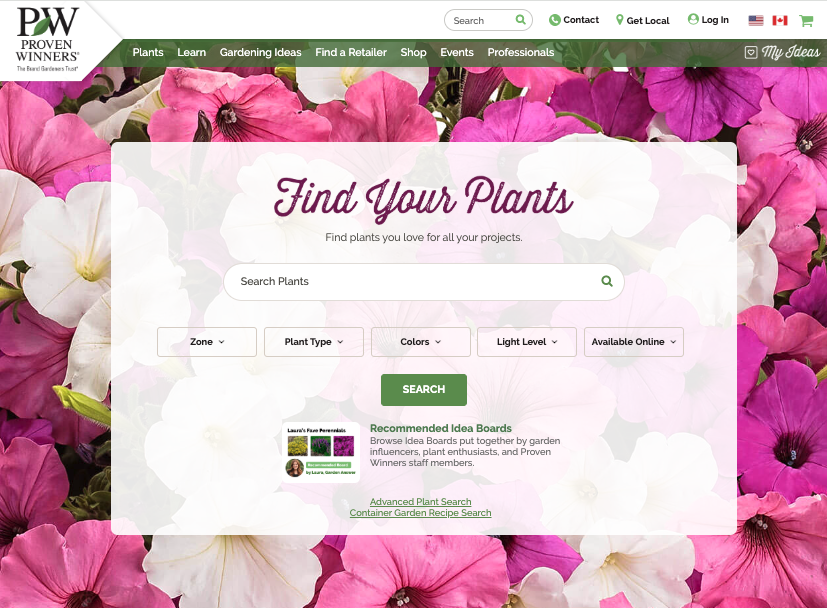 PW
PROVEN
WINNERS®
The Brand Gardeners Trust®
Search
Contact
Get Local
Log In
Plants Learn Gardening Ideas Find a Retailer Shop Events Professionals
My Ideas
Find Your Plants
Find plants you love for all your projects.
Search Plants
Zone Plant Type Colors Light Level Available Online
SEARCH
Laura's Fave Perennials
Recommended Board
by Laura, Garden Answer
Recommended Idea Boards
Browse Idea Boards put together by garden
influencers, plant enthusiasts, and Proven
Winners staff members.
Advanced Plant Search
Container Garden Recipe Search